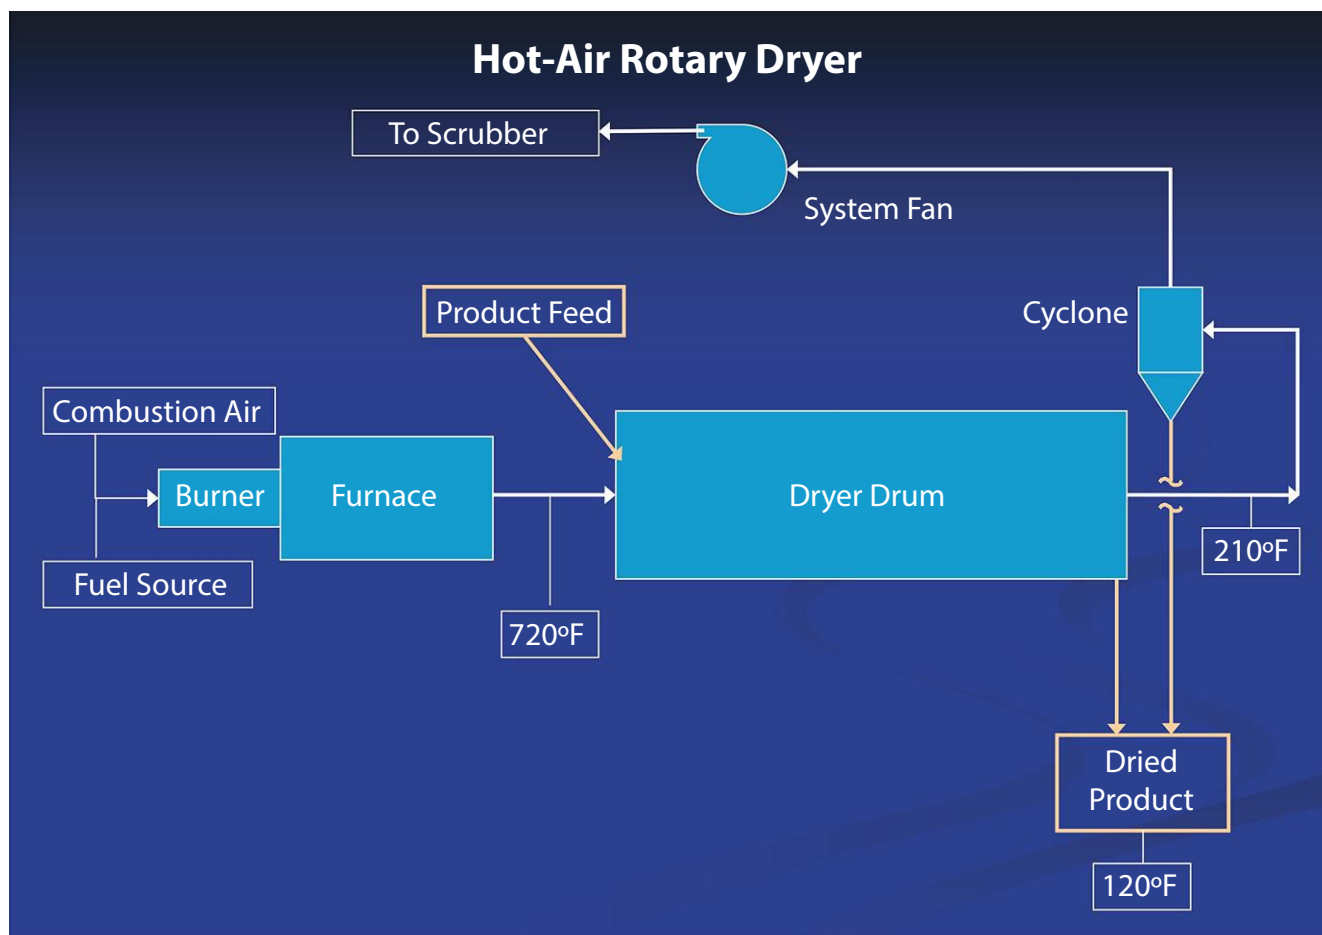 Hot-Air Rotary Dryer
To Scrubber
System Fan
Product Feed
Cyclone
Combustion Air
Burner
Furnace
Dryer Drum
210ºF
Fuel Source
720ºF
Dried
Product
120ºF